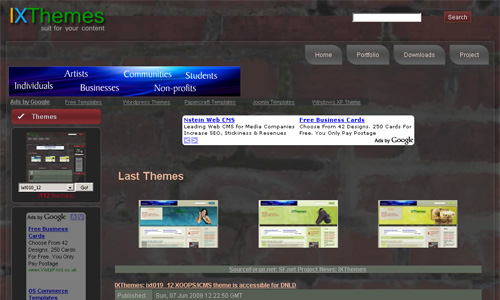 IXThemes
suit for your content
Search
Home Portfolio Downloads Project
Artists Communities Students
Individuals Businesses Non-profits
Ads by Google Free Templates Wordpress Themes Papercraft Templates Joomla Templates Windows XP Theme
Themes
Nstein Web CMS
Leading Web CMS for Media Companies
Increase SEO, Stickiness & Revenues
Free Business Cards
Choose From 42 Designs. 250 Cards For
Free. You Only Pay Postage
Ads by Google
Last Themes
ixt020_12 Go!
(112 themes)
Ads by Google
Free Business
Cards
Choose From 42
Designs. 250
Cards For Free.
You Only Pay
Postage
www.VistaPrint.co.uk
OS Commerce
Templates
SourceForge.net: SF.net Project News: IXThemes
IXThemes: ixt019_12 XOOPS/ICMS theme is accessible for DNLD
Published Sun, 07 Jun 2009 12:22:50 GMT